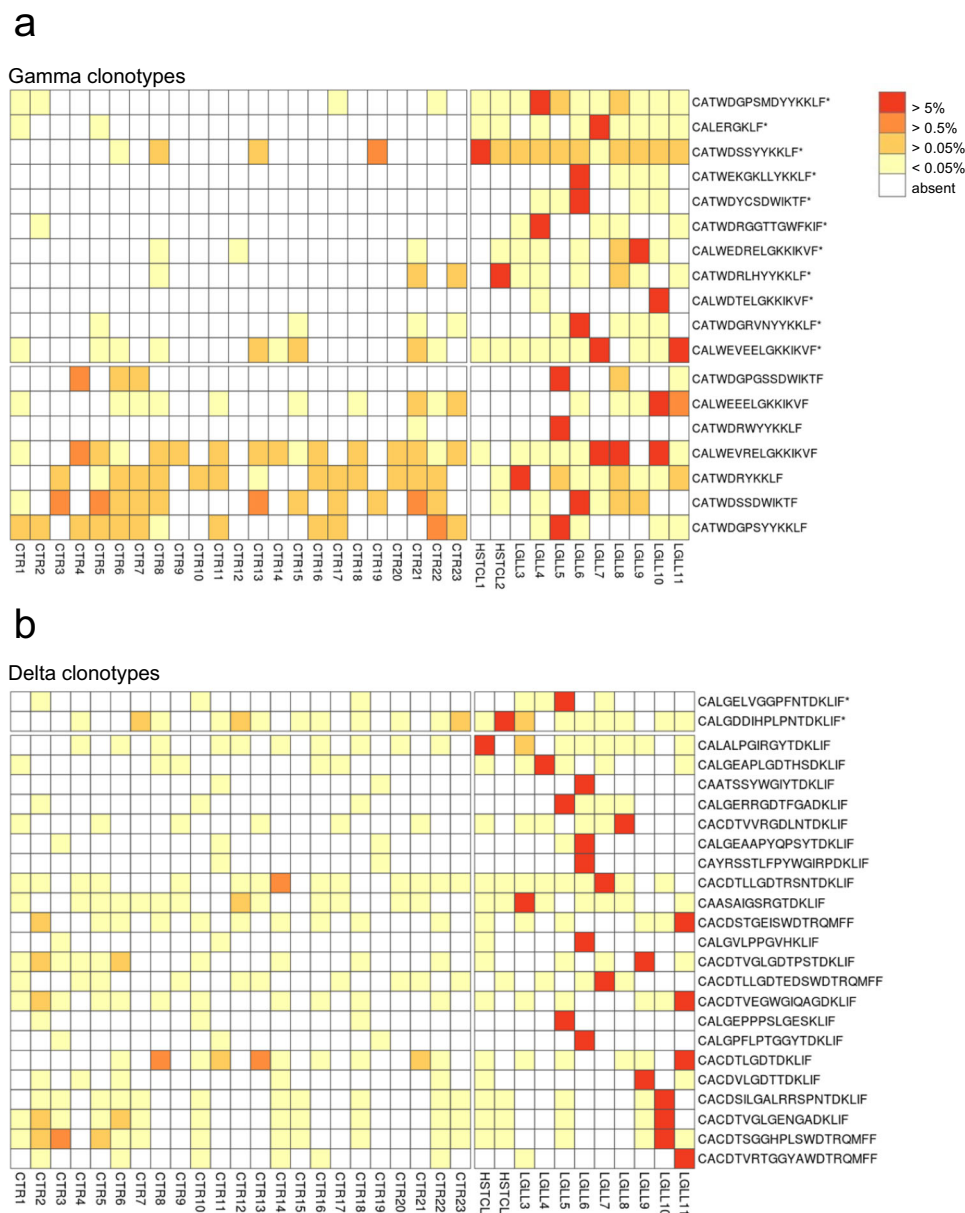 a
Gamma clonotypes
CATWDGPSMDYYKKLF*
CALERGKLF*
CATWDSSYYKKLF*
CATWEKGKLLYKKLF*
CATWDYCSDWIKTF*
CATWDRGGTTGWFKIF*
CALWEDRELGKKIKVF*
CATWDRLHYYKKLF*
CALWDTELGKKIKVF*
CATWDGRVNYYKKLF*
CALWEVEELGKKIKVF*
CATWDGPGSSDWIKTF
CALWEEELGKKIKVF
CATWDRWYYKKLF
CALWEVRELGKKIKVF
CATWDRYKKLF
CATWDSSDWIKTF
CATWDGPSYYKKLF
> 5%
> 0.5%
> 0.05%
< 0.05%
absent
CTR1 CTR2 CTR3 CTR4 CTR5 CTR6 CTR7 CTR8 CTR9 CTR10 CTR11 CTR12 CTR13 CTR14 CTR15 CTR16 CTR17 CTR18 CTR19 CTR20 CTR21 CTR22 CTR23 HSTCL1 HSTCL2 LGLL3 LGLL4 LGLL5 LGLL6 LGLL7 LGLL8 LGLL9 LGLL10 LGLL11
b
Delta clonotypes
CALGELVGGPFNTDKLIF*
CALGDDIHPLPNTDKLIF*
CALALPGIRGYTDKLIF
CALGEAPLGDTHSDKLIF
CAATSSYWGIYTDKLIF
CALGERRGDTFGADKLIF
CACDTVVRGDLNTDKLIF
CALGEAAPYQPSYTDKLIF
CAYRSSTLFPYWGIRPDKLIF
CACDTLLGDTRSNTDKLIF
CAASAIGSRGTDKLIF
CACDSTGEISWDTRQMFF
CALGVLPPGVHKLIF
CACDTVGLGDTPSTDKLIF
CACDTLLGDTEDSWDTRQMFF
CACDTVEGWGIQAGDKLIF
CALGEPPPSLGESKLIF
CALGPFLPTGGYTDKLIF
CACDTLGDTDKLIF
CACDVLGDTTDKLIF
CACDSILGALRRSPNTDKLIF
CACDTVGLGENGADKLIF
CACDTSGGHPLSWDTRQMFF
CACDTVRTGGYAWDTRQMFF
CTR1 CTR2 CTR3 CTR4 CTR5 CTR6 CTR7 CTR8 CTR9 CTR10 CTR11 CTR12 CTR13 CTR14 CTR15 CTR16 CTR17 CTR18 CTR19 CTR20 CTR21 CTR22 CTR23 HSTCL HSTCL LGLL3 LGLL4 LGLL5 LGLL6 LGLL7 LGLL8 LGLL9 LGLL10 LGLL11